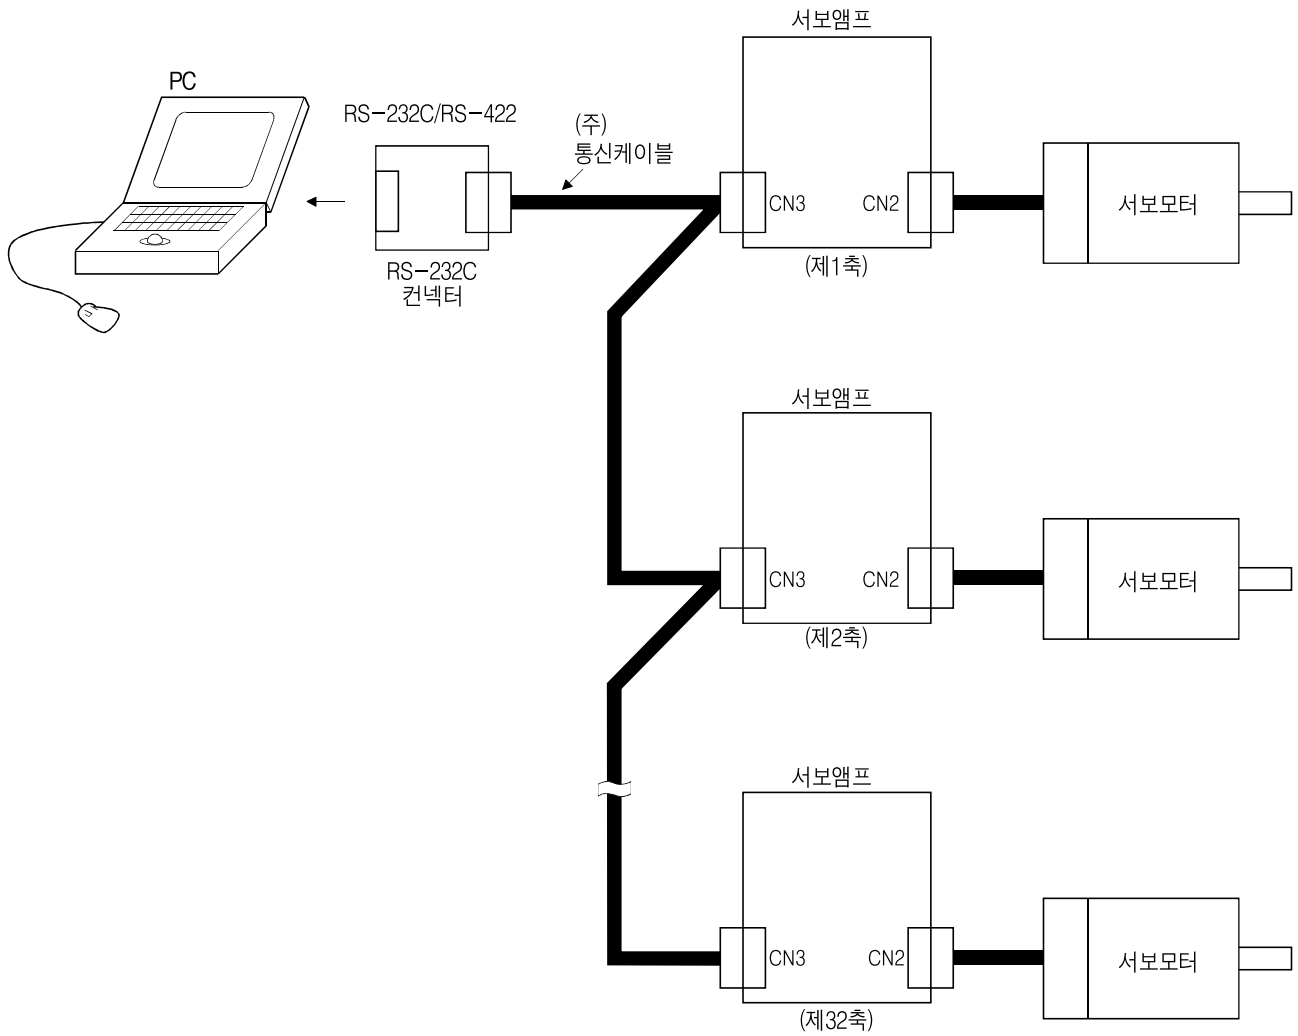 서보앰프
PC
RS-232C/RS-422
(주)
통신케이블
CN3
CN2
서보모터
(제1축)
RS-232C
컨넥터
서보앰프
CN3
CN2
서보모터
(제2축)
서보앰프
CN3
CN2
서보모터
(제32축)